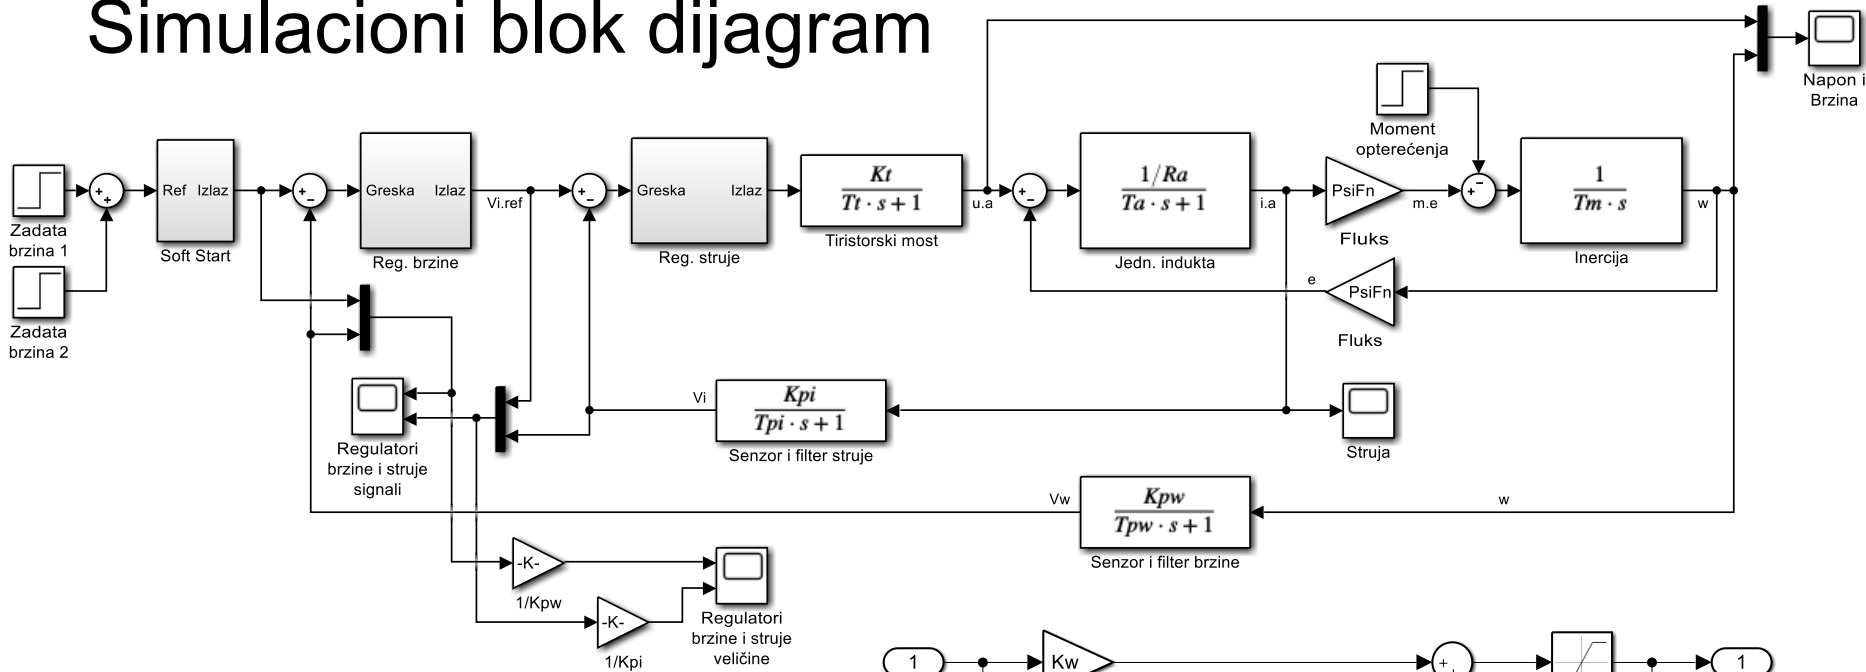 Simulacioni blok dijagram
Napon i
Brzina
Moment
opterećenja
Zadata
brzina 1
Ref Izlaz
Soft Start
Greska Izlaz
Reg. brzine
Vi.ref
Greska Izlaz
Reg. struje
Kt
Tt · s + 1
Tiristorski most
u.a
1/Ra
Ta · s + 1
Jedn. indukta
i.a
PsiFn
Fluks
m.e
1
Tm · s
Inercija
w
Zadata
brzina 2
e
PsiFn
Fluks
Regulatori
brzine i struje
signali
Vi
Kpi
Tpi · s + 1
Senzor i filter struje
Struja
Vw
Kpw
Tpw · s + 1
Senzor i filter brzine
w
-K-
1/Kpw
-K-
1/Kpi
Regulatori
brzine i struje
veličine
1
Kw
1